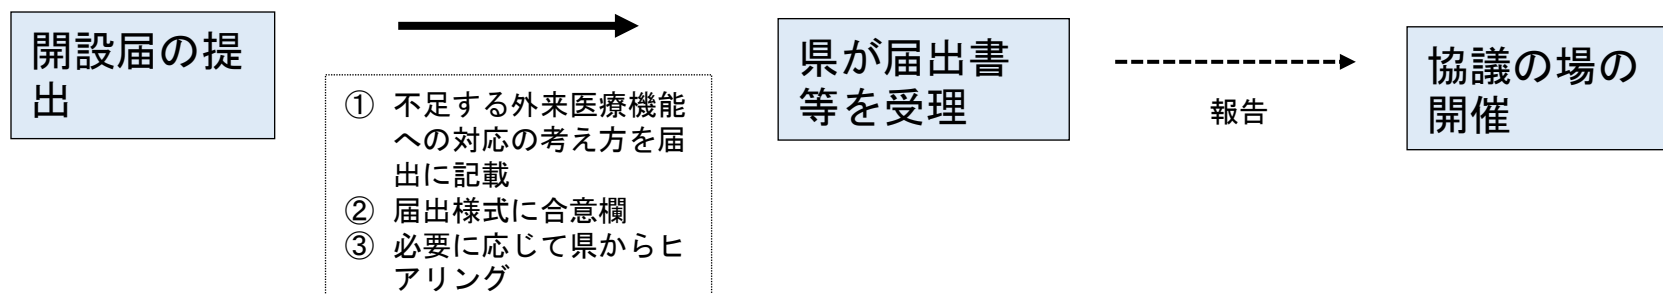 開設届の提
出
① 不足する外来医療機能
への対応の考え方を届
出に記載
② 届出様式に合意欄
③ 必要に応じて県からヒ
アリング
県が届出書
等を受理
報告
協議の場の
開催